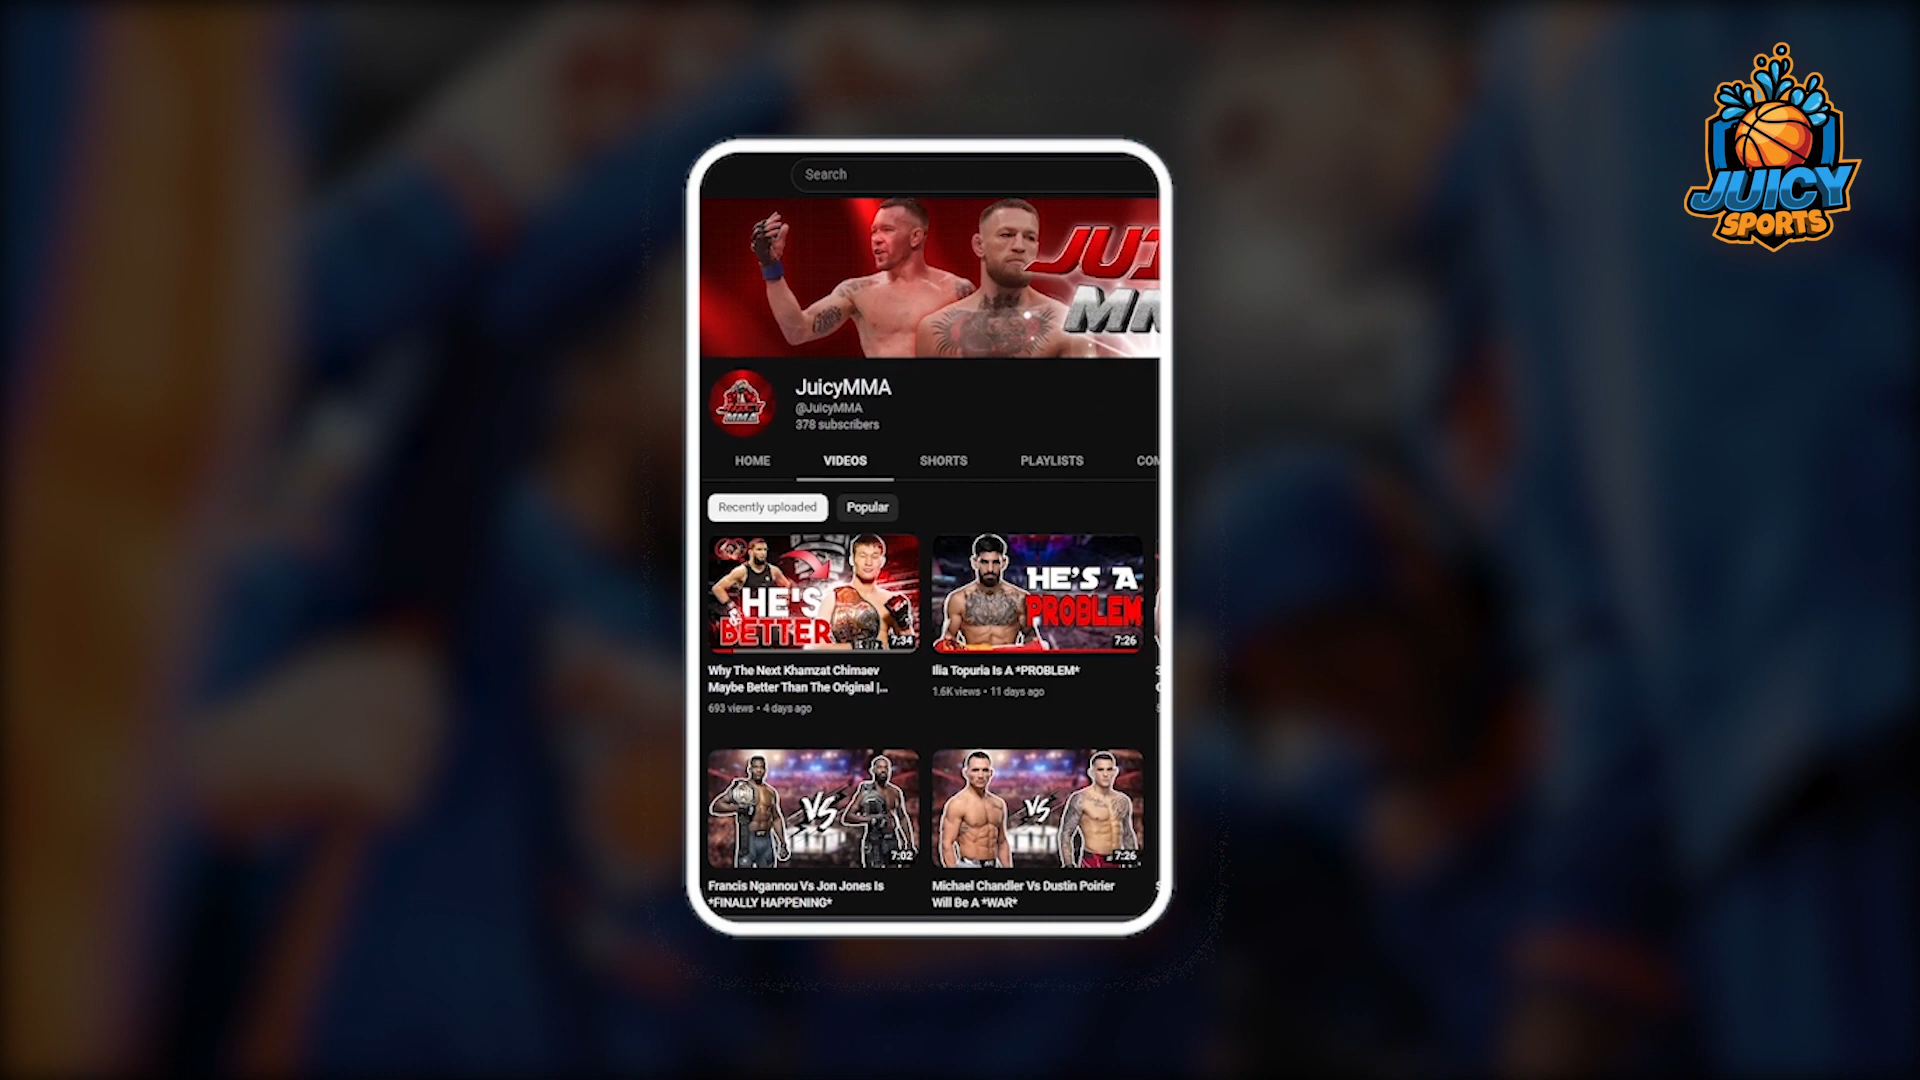 Search
JUI
MM
JuicyMMA
@JuicyMMA
378 subscribers
HOME VIDEOS SHORTS PLAYLISTS COM
Recently uploaded Popular
HE'S
BETTER
7:34
HE'S A
PROBLEM
7:26
Why The Next Khamzat Chimaev
Maybe Better Than The Original |...
693 views • 4 days ago
Ilia Topuria Is A *PROBLEM*
1.6K views • 11 days ago
VS
7:02
VS
7:26
Francis Ngannou Vs Jon Jones Is
*FINALLY HAPPENING*
Michael Chandler Vs Dustin Poirier
Will Be A *WAR*
JUICY
SPORTS